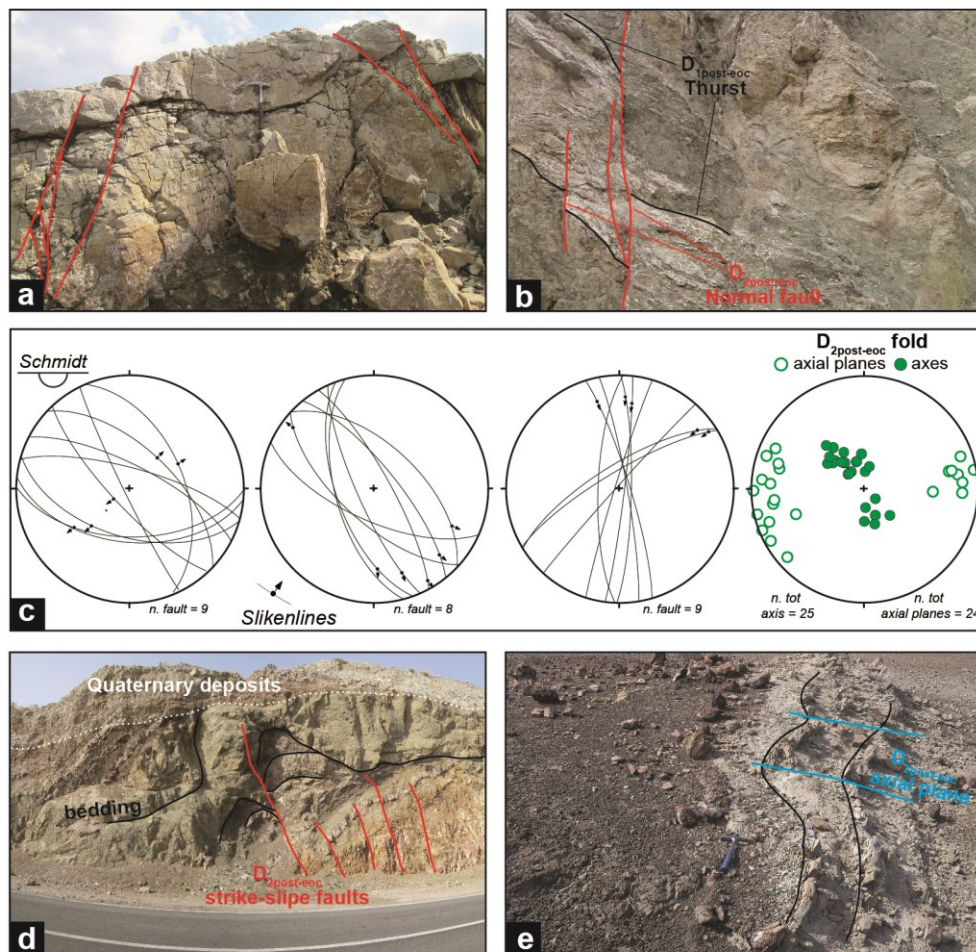 a
D1post-eoc
Thurst
D2post-eoc
Normal fault
b
Schmidt
D2post-eoc fold
axial planes axes
n. fault = 9
Slikenlines
n. fault = 8
n. fault = 9
n. tot
axis = 25
n. tot
axial planes = 24
c
Quaternary deposits
bedding
D2post-eoc
strike-slipe faults
d
D2post-eoc
axial plane
e